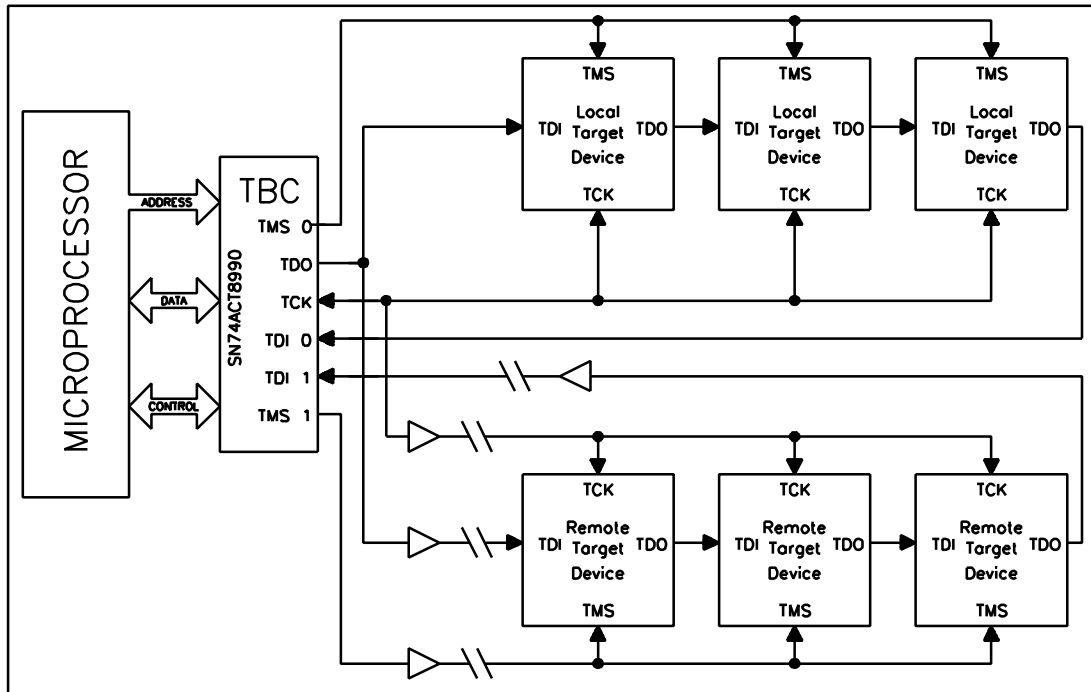 MICROPROCESSOR
ADDRESS
DATA
CONTROL
TBC
SN74ACT8990
TMS 0
TDO
TCK
TDI 0
TDI 1
TMS 1
TMS
TDI Local Target Device TDO
TCK
TMS
TDI Local Target Device TDO
TCK
TMS
TDI Local Target Device TDO
TCK
TCK
TDI Remote Target Device TDO
TMS
TCK
TDI Remote Target Device TDO
TMS
TCK
TDI Remote Target Device TDO
TMS